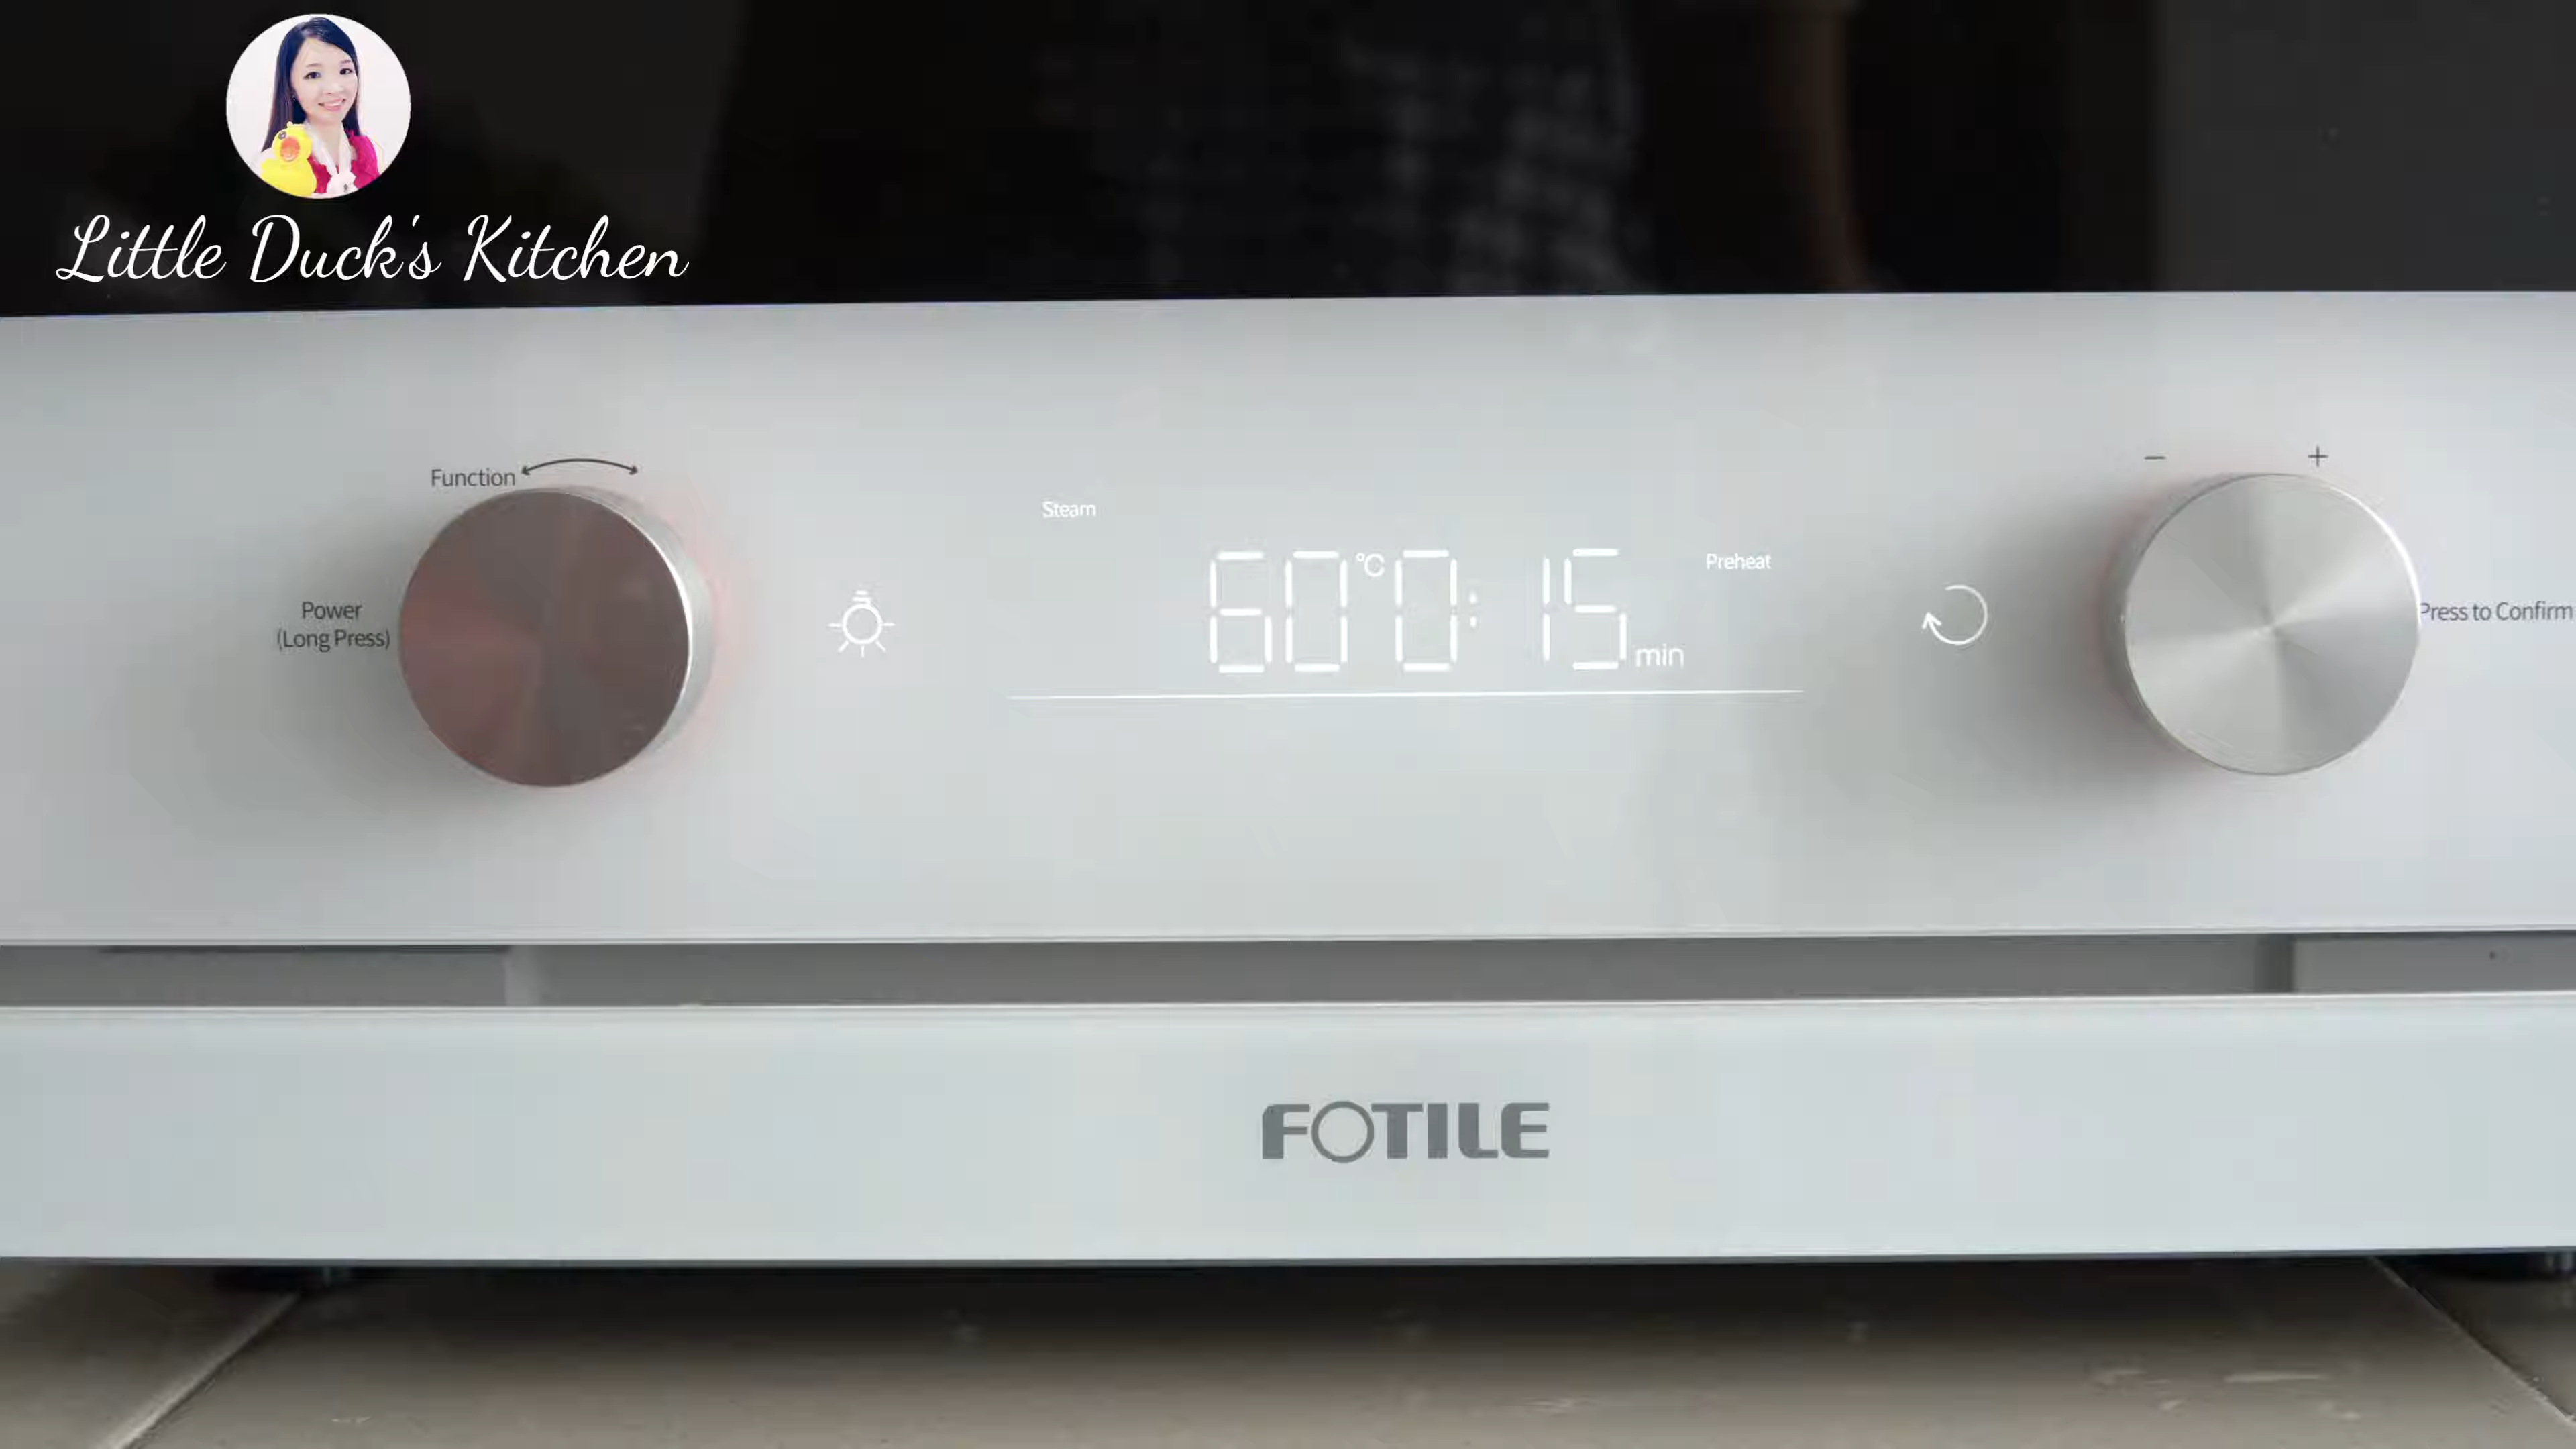 Little Duck's Kitchen
Function
Power
(Long Press)
Steam
60°C 0:15 min
Preheat
− +
Press to Confirm
FOTILE